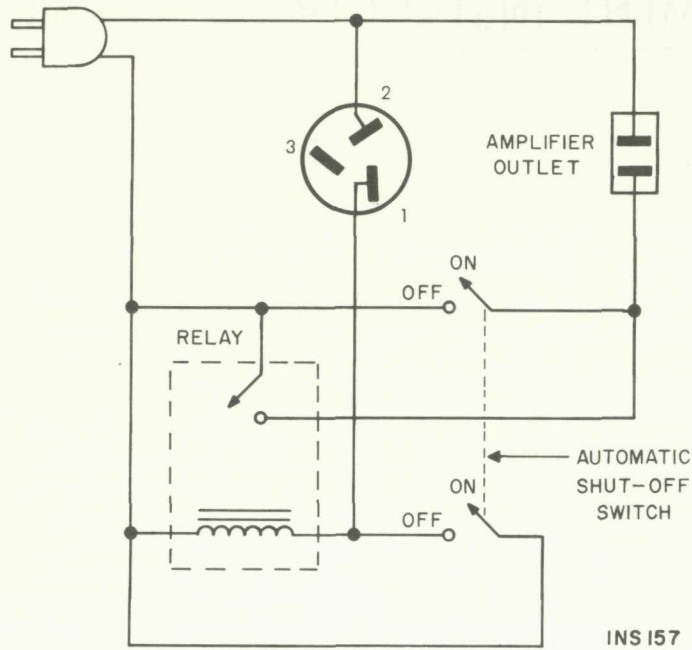 2
3
1
AMPLIFIER
OUTLET
ON
OFF
RELAY
AUTOMATIC
SHUT-OFF
SWITCH
ON
OFF
INS 157